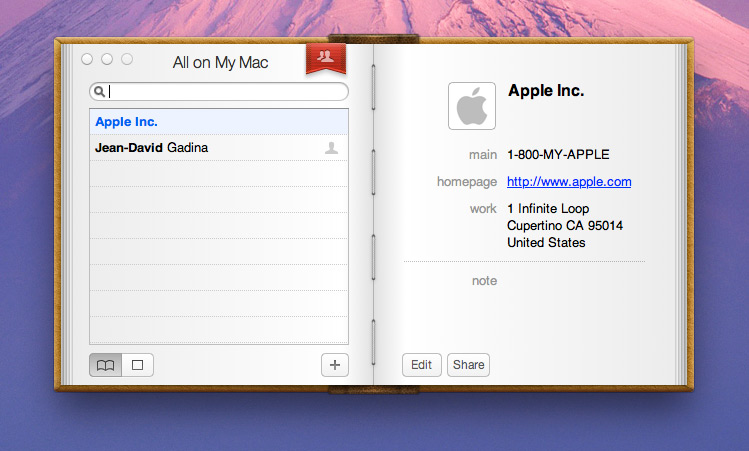 All on My Mac
Apple Inc.
Jean-David Gadina
Apple Inc.
main 1-800-MY-APPLE
homepage http://www.apple.com
work 1 Infinite Loop
Cupertino CA 95014
United States
note
Edit Share